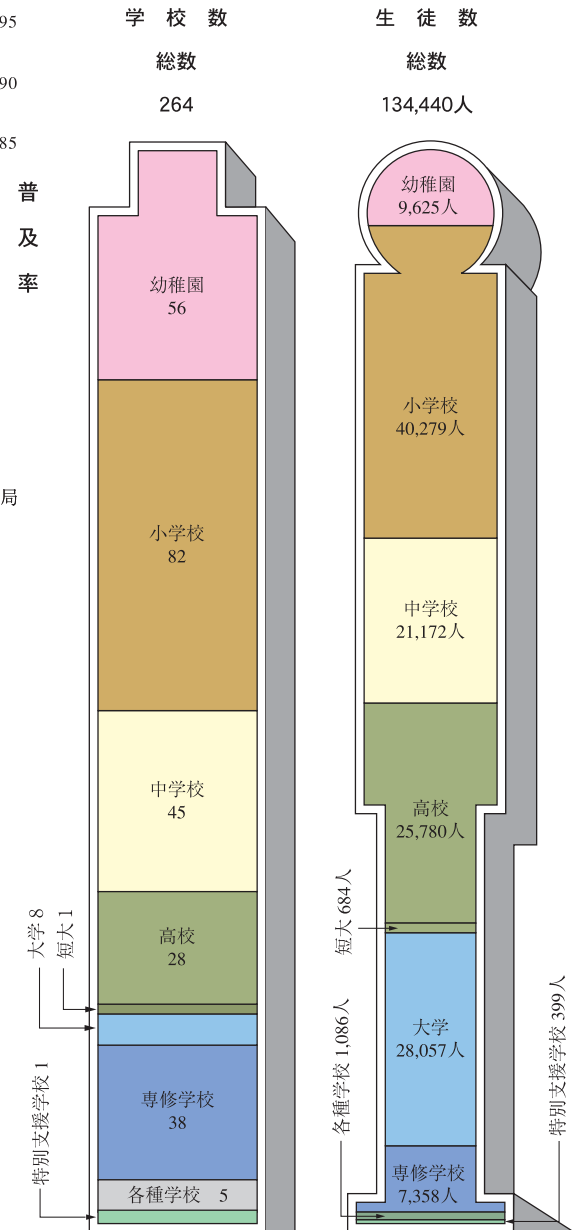 95
90
85
普及率
局
学校数
総数
264
幼稚園
56
小学校
82
中学校
45
高校
28
短大 1
大学 8
専修学校
38
各種学校 5
特別支援学校 1
生徒数
総数
134,440人
幼稚園
9,625人
小学校
40,279人
中学校
21,172人
高校
25,780人
短大 684人
大学
28,057人
専修学校
7,358人
各種学校 1,086人
特別支援学校 399人